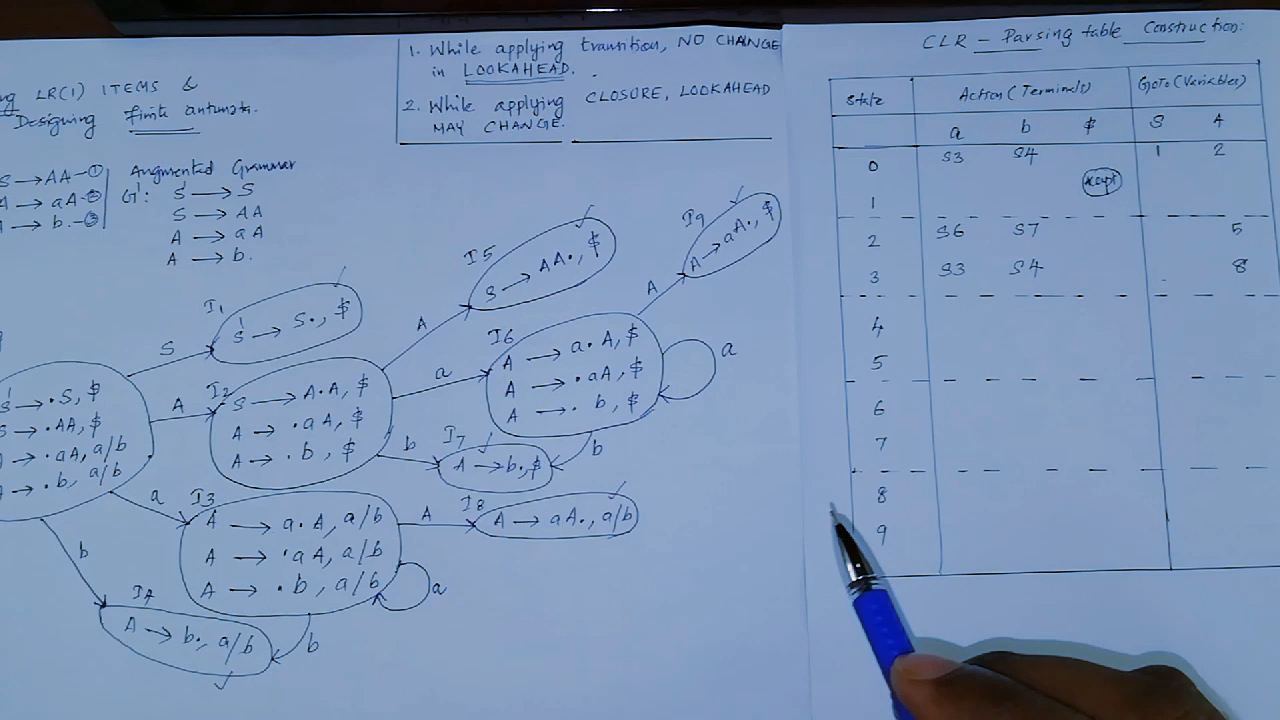 LR(1) ITEMS &
Designing finite automata.
S → AA - ①
A → aA - ②
A → b. - ③
Augmented Grammar
G': S' → S
S → AA
A → aA
A → b.
1. While applying transition, NO CHANGE
in LOOKAHEAD.
2. While applying CLOSURE, LOOKAHEAD
MAY CHANGE.
S' → .S, $
S → .AA, $
A → .aA, a/b
A → .b, a/b
S
A
a
b
I1
S' → S., $
I2
S → A.A, $
A → .aA, $
A → .b, $
A
a
b
I3
A → a.A, a/b
A → .aA, a/b
A → .b, a/b
A
a
b
I4
A → b., a/b
I5
S → AA., $
I6
A → a.A, $
A → .aA, $
A → .b, $
A
a
b
I7
A → b., $
I8
A → aA., a/b
I9
A → aA., $
CLR - Parsing table Construction:
State Action (Terminals) GoTo (Variables)
a b $ S A
0 S3 S4 1 2
1 accept
2 S6 S7 5
3 S3 S4 8
4
5
6
7
8
9